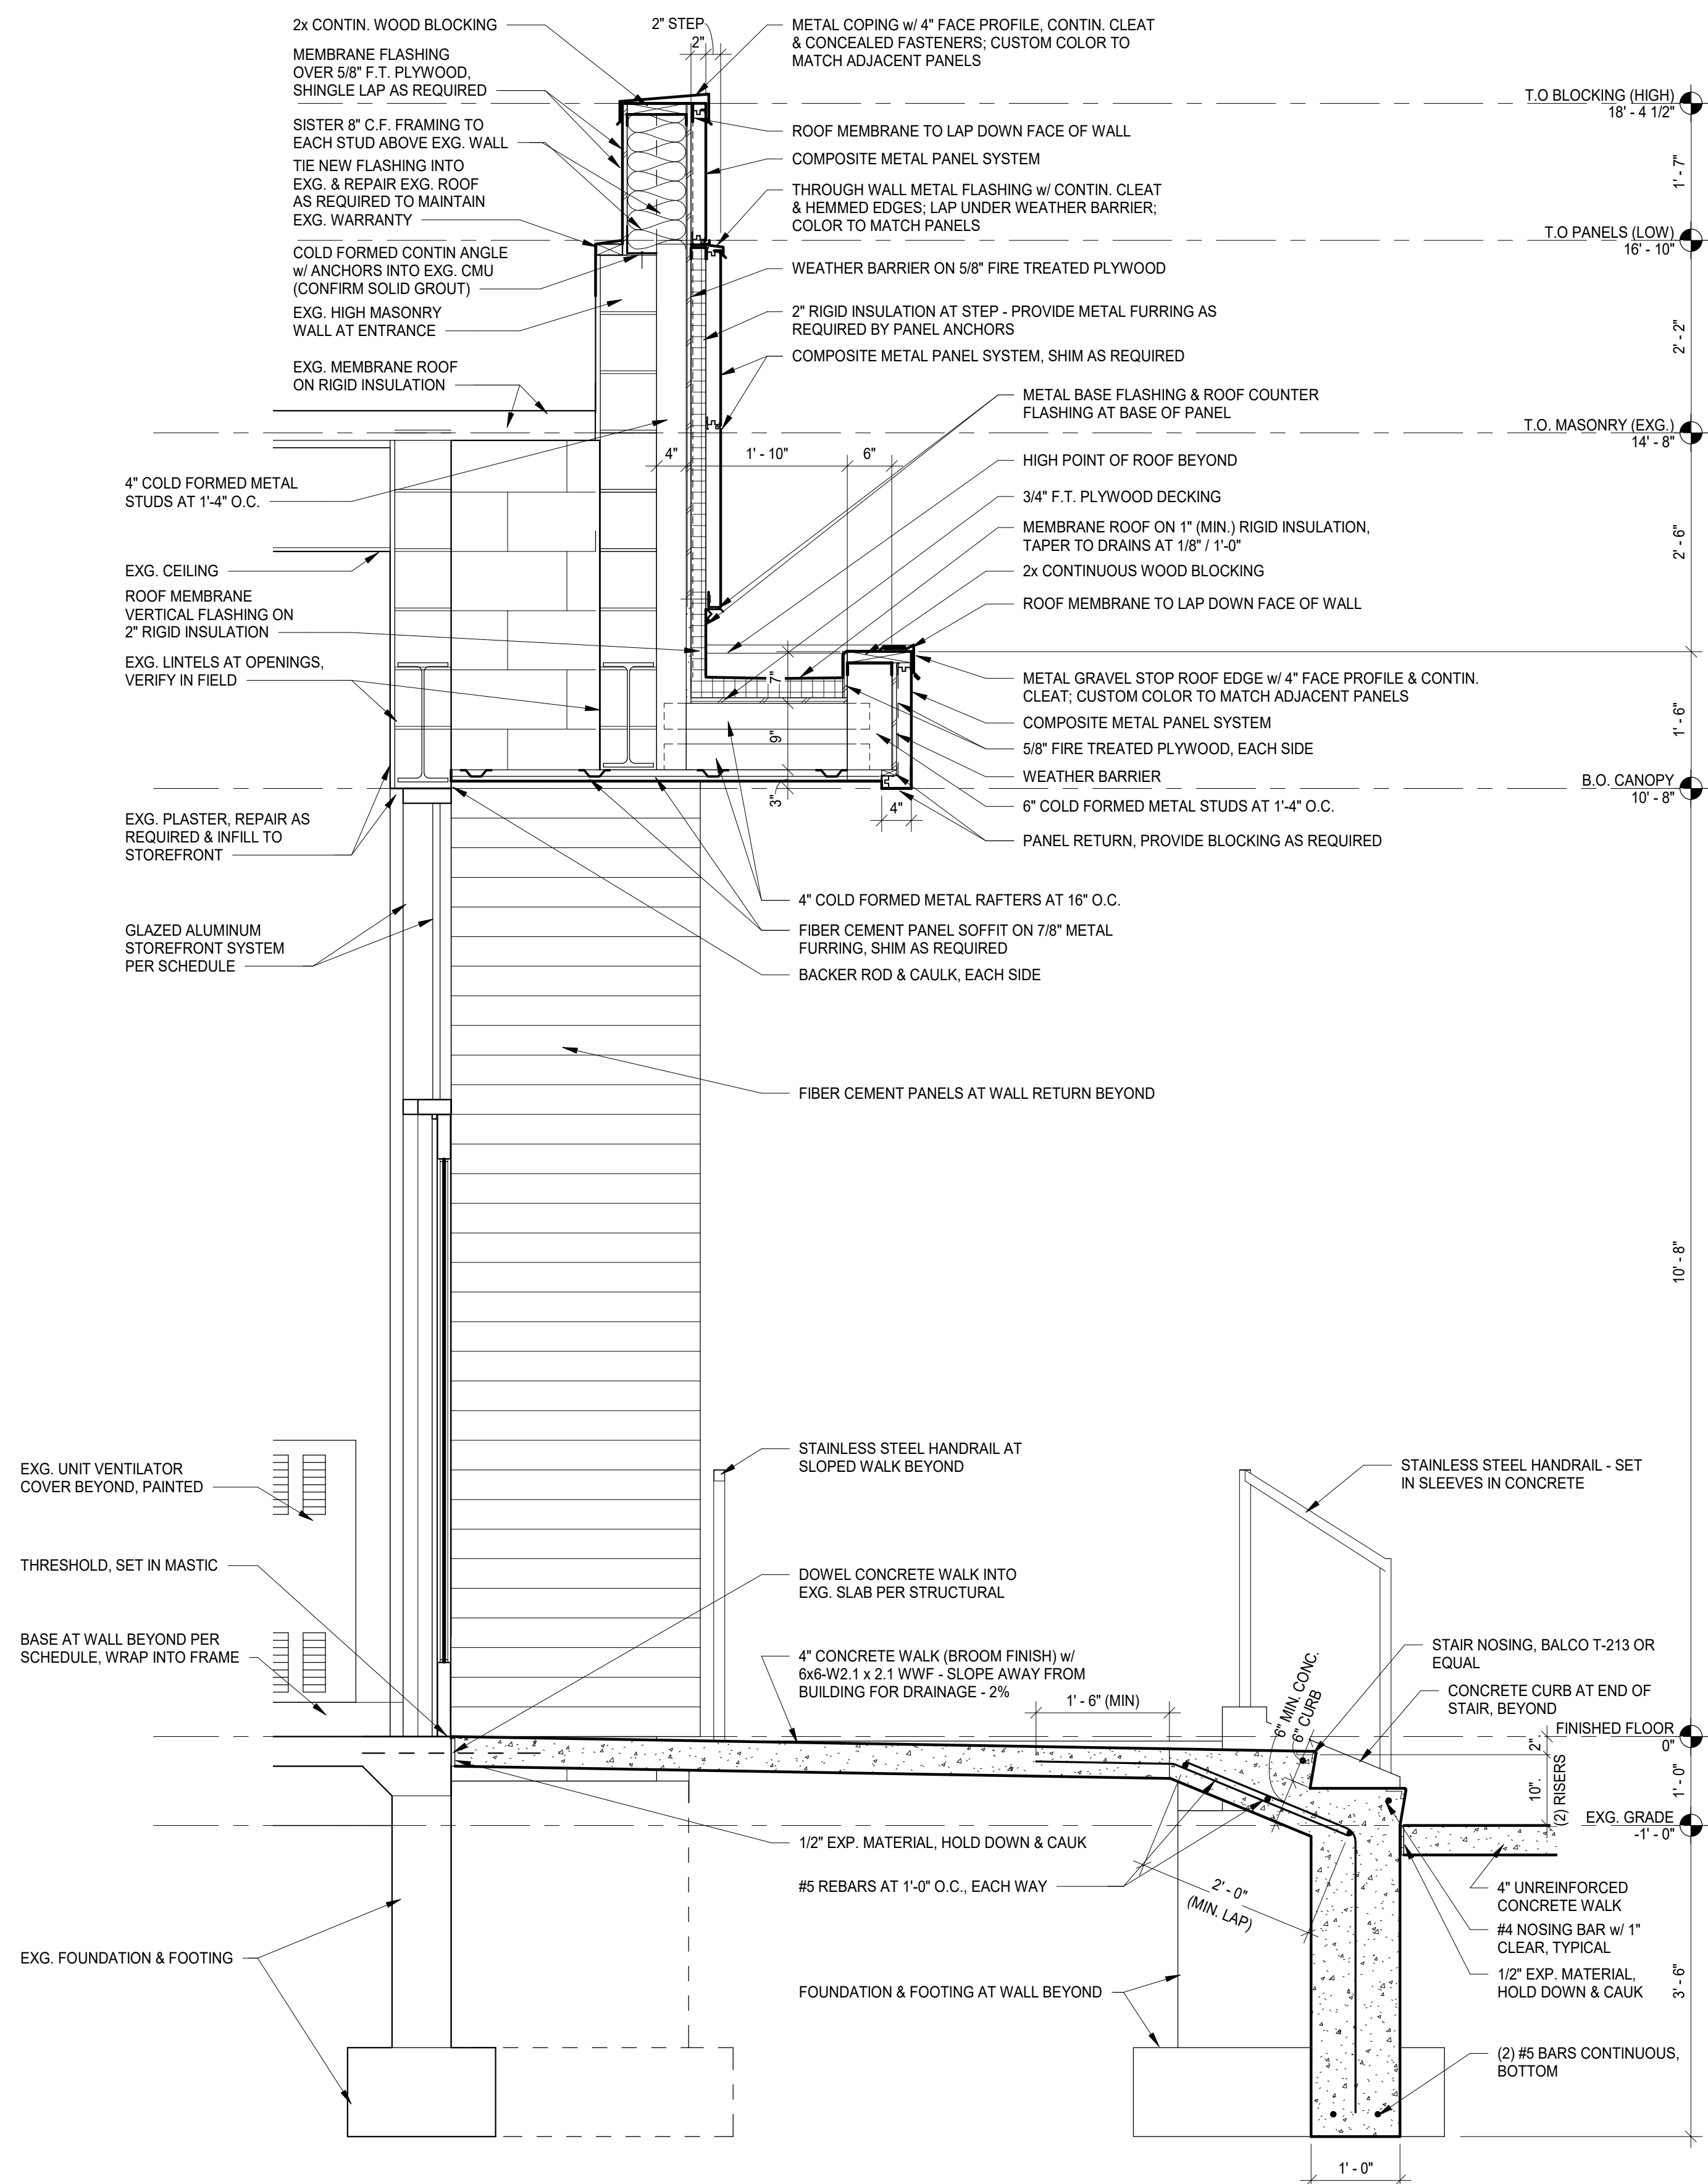 2x CONTIN. WOOD BLOCKING
MEMBRANE FLASHING
OVER 5/8" F.T. PLYWOOD,
SHINGLE LAP AS REQUIRED
SISTER 8" C.F. FRAMING TO
EACH STUD ABOVE EXG. WALL
TIE NEW FLASHING INTO
EXG. & REPAIR EXG. ROOF
AS REQUIRED TO MAINTAIN
EXG. WARRANTY
COLD FORMED CONTIN ANGLE
w/ ANCHORS INTO EXG. CMU
(CONFIRM SOLID GROUT)
EXG. HIGH MASONRY
WALL AT ENTRANCE
EXG. MEMBRANE ROOF
ON RIGID INSULATION
4" COLD FORMED METAL
STUDS AT 1'-4" O.C.
EXG. CEILING
ROOF MEMBRANE
VERTICAL FLASHING ON
2" RIGID INSULATION
EXG. LINTELS AT OPENINGS,
VERIFY IN FIELD
EXG. PLASTER, REPAIR AS
REQUIRED & INFILL TO
STOREFRONT
GLAZED ALUMINUM
STOREFRONT SYSTEM
PER SCHEDULE
EXG. UNIT VENTILATOR
COVER BEYOND, PAINTED
THRESHOLD, SET IN MASTIC
BASE AT WALL BEYOND PER
SCHEDULE, WRAP INTO FRAME
EXG. FOUNDATION & FOOTING
2" STEP
2"
METAL COPING w/ 4" FACE PROFILE, CONTIN. CLEAT
& CONCEALED FASTENERS; CUSTOM COLOR TO
MATCH ADJACENT PANELS
ROOF MEMBRANE TO LAP DOWN FACE OF WALL
COMPOSITE METAL PANEL SYSTEM
THROUGH WALL METAL FLASHING w/ CONTIN. CLEAT
& HEMMED EDGES; LAP UNDER WEATHER BARRIER;
COLOR TO MATCH PANELS
WEATHER BARRIER ON 5/8" FIRE TREATED PLYWOOD
2" RIGID INSULATION AT STEP - PROVIDE METAL FURRING AS
REQUIRED BY PANEL ANCHORS
COMPOSITE METAL PANEL SYSTEM, SHIM AS REQUIRED
METAL BASE FLASHING & ROOF COUNTER
FLASHING AT BASE OF PANEL
4"
1' - 10"
6"
HIGH POINT OF ROOF BEYOND
3/4" F.T. PLYWOOD DECKING
MEMBRANE ROOF ON 1" (MIN.) RIGID INSULATION,
TAPER TO DRAINS AT 1/8" / 1'-0"
2x CONTINUOUS WOOD BLOCKING
ROOF MEMBRANE TO LAP DOWN FACE OF WALL
7"
9"
3"
4"
METAL GRAVEL STOP ROOF EDGE w/ 4" FACE PROFILE & CONTIN.
CLEAT; CUSTOM COLOR TO MATCH ADJACENT PANELS
COMPOSITE METAL PANEL SYSTEM
5/8" FIRE TREATED PLYWOOD, EACH SIDE
WEATHER BARRIER
6" COLD FORMED METAL STUDS AT 1'-4" O.C.
PANEL RETURN, PROVIDE BLOCKING AS REQUIRED
4" COLD FORMED METAL RAFTERS AT 16" O.C.
FIBER CEMENT PANEL SOFFIT ON 7/8" METAL
FURRING, SHIM AS REQUIRED
BACKER ROD & CAULK, EACH SIDE
FIBER CEMENT PANELS AT WALL RETURN BEYOND
STAINLESS STEEL HANDRAIL AT
SLOPED WALK BEYOND
DOWEL CONCRETE WALK INTO
EXG. SLAB PER STRUCTURAL
4" CONCRETE WALK (BROOM FINISH) w/
6x6-W2.1 x 2.1 WWF - SLOPE AWAY FROM
BUILDING FOR DRAINAGE - 2%
1' - 6" (MIN)
6" MIN. CONC.
6" CURB
1/2" EXP. MATERIAL, HOLD DOWN & CAUK
#5 REBARS AT 1'-0" O.C., EACH WAY
2' - 0"
(MIN. LAP)
FOUNDATION & FOOTING AT WALL BEYOND
1' - 0"
T.O BLOCKING (HIGH)
18' - 4 1/2"
1' - 7"
T.O PANELS (LOW)
16' - 10"
2' - 2"
T.O. MASONRY (EXG.)
14' - 8"
2' - 6"
1' - 6"
B.O. CANOPY
10' - 8"
10' - 8"
STAINLESS STEEL HANDRAIL - SET
IN SLEEVES IN CONCRETE
STAIR NOSING, BALCO T-213 OR
EQUAL
CONCRETE CURB AT END OF
STAIR, BEYOND
FINISHED FLOOR
0"
2"
10".
(2) RISERS
1' - 0"
EXG. GRADE
-1' - 0"
4" UNREINFORCED
CONCRETE WALK
#4 NOSING BAR w/ 1"
CLEAR, TYPICAL
1/2" EXP. MATERIAL,
HOLD DOWN & CAUK
3' - 6"
(2) #5 BARS CONTINUOUS,
BOTTOM